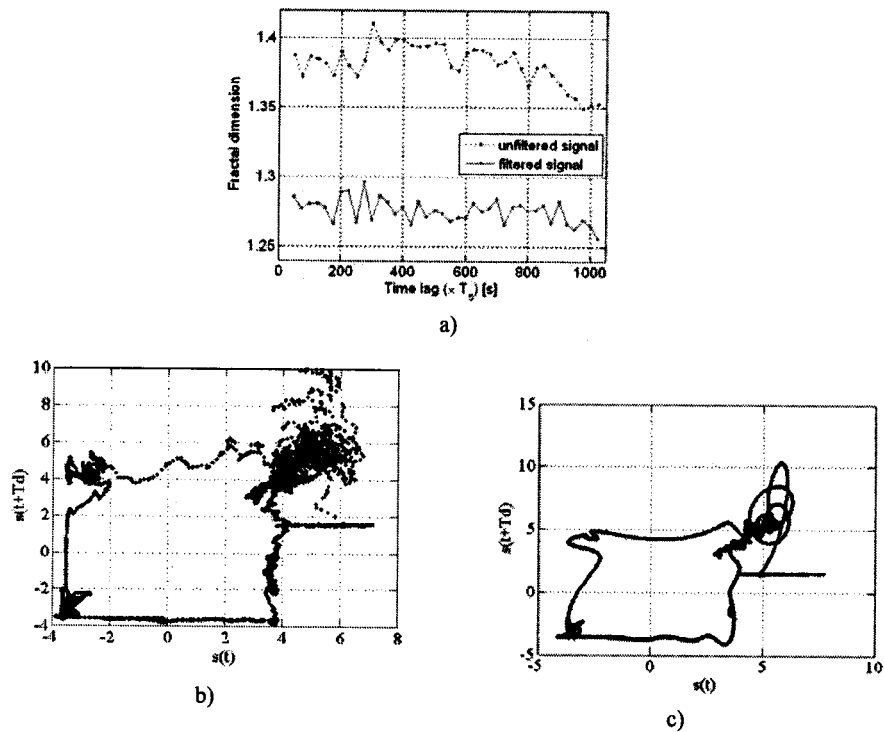 1.4
1.35
1.3
1.25
Fractal dimension
unfiltered signal
filtered signal
0 200 400 600 800 1000
Time lag (× T_s) [s]
a)
10
8
6
4
2
0
-2
-4
s(t+Td)
-4 -2 0 2 4 6 8
s(t)
b)
15
10
5
0
-5
s(t+Td)
-5 0 5 10
s(t)
c)